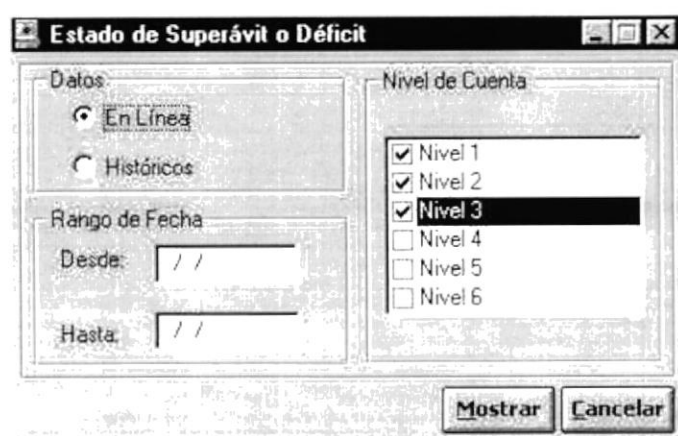 Estado de Superávit o Déficit
Datos
En Línea
Históricos
Rango de Fecha
Desde: / /
Hasta: / /
Nivel de Cuenta
Nivel 1
Nivel 2
Nivel 3
Nivel 4
Nivel 5
Nivel 6
Mostrar Cancelar